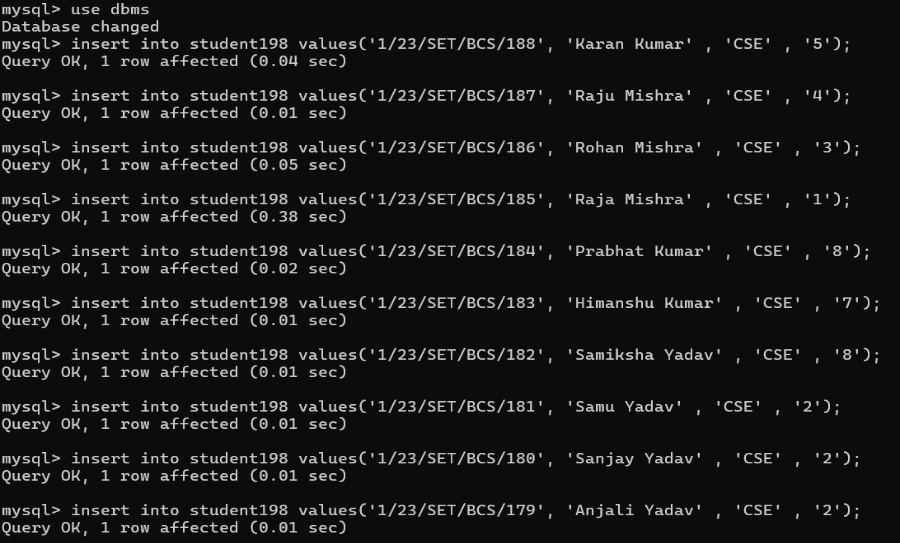 mysql> use dbms
Database changed
mysql> insert into student198 values('1/23/SET/BCS/188', 'Karan Kumar' , 'CSE' , '5');
Query OK, 1 row affected (0.04 sec)
mysql> insert into student198 values('1/23/SET/BCS/187', 'Raju Mishra' , 'CSE' , '4');
Query OK, 1 row affected (0.01 sec)
mysql> insert into student198 values('1/23/SET/BCS/186', 'Rohan Mishra' , 'CSE' , '3');
Query OK, 1 row affected (0.05 sec)
mysql> insert into student198 values('1/23/SET/BCS/185', 'Raja Mishra' , 'CSE' , '1');
Query OK, 1 row affected (0.38 sec)
mysql> insert into student198 values('1/23/SET/BCS/184', 'Prabhat Kumar' , 'CSE' , '8');
Query OK, 1 row affected (0.02 sec)
mysql> insert into student198 values('1/23/SET/BCS/183', 'Himanshu Kumar' , 'CSE' , '7');
Query OK, 1 row affected (0.01 sec)
mysql> insert into student198 values('1/23/SET/BCS/182', 'Samiksha Yadav' , 'CSE' , '8');
Query OK, 1 row affected (0.01 sec)
mysql> insert into student198 values('1/23/SET/BCS/181', 'Samu Yadav' , 'CSE' , '2');
Query OK, 1 row affected (0.01 sec)
mysql> insert into student198 values('1/23/SET/BCS/180', 'Sanjay Yadav' , 'CSE' , '2');
Query OK, 1 row affected (0.01 sec)
mysql> insert into student198 values('1/23/SET/BCS/179', 'Anjali Yadav' , 'CSE' , '2');
Query OK, 1 row affected (0.01 sec)